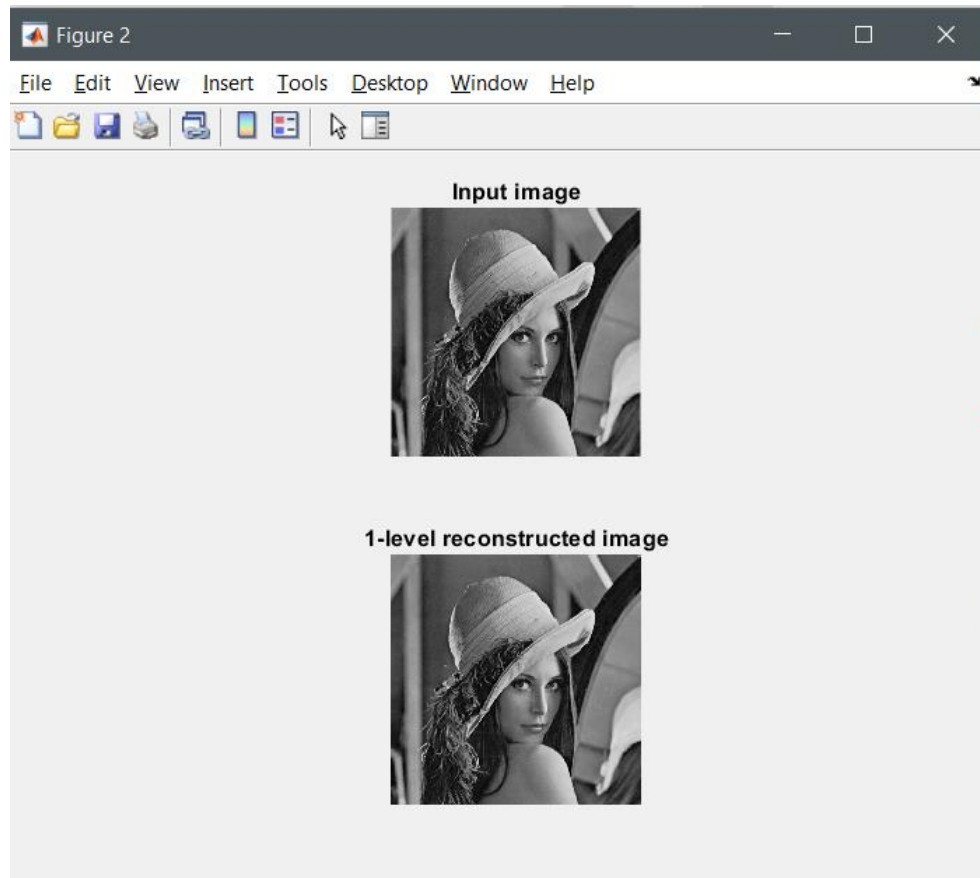 Figure 2
File Edit View Insert Tools Desktop Window Help
Input image
1-level reconstructed image